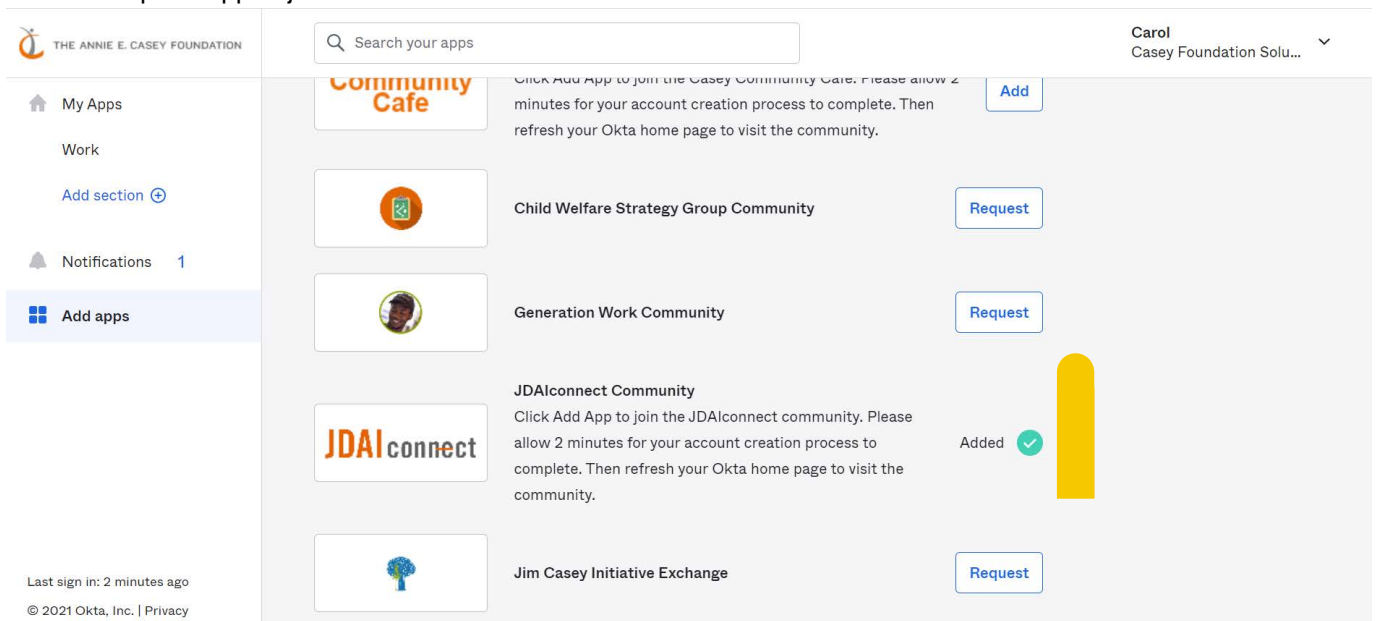 THE ANNIE E. CASEY FOUNDATION
Search your apps
Carol
Casey Foundation Solu...
My Apps
Work
Add section
Notifications 1
Add apps
Last sign in: 2 minutes ago
© 2021 Okta, Inc. | Privacy
Community
Cafe
Click Add App to join the Casey Community Cafe. Please allow 2
minutes for your account creation process to complete. Then
refresh your Okta home page to visit the community.
Add
Child Welfare Strategy Group Community
Request
Generation Work Community
Request
JDAIconnect
JDAIconnect Community
Click Add App to join the JDAIconnect community. Please
allow 2 minutes for your account creation process to
complete. Then refresh your Okta home page to visit the
community.
Added
Jim Casey Initiative Exchange
Request